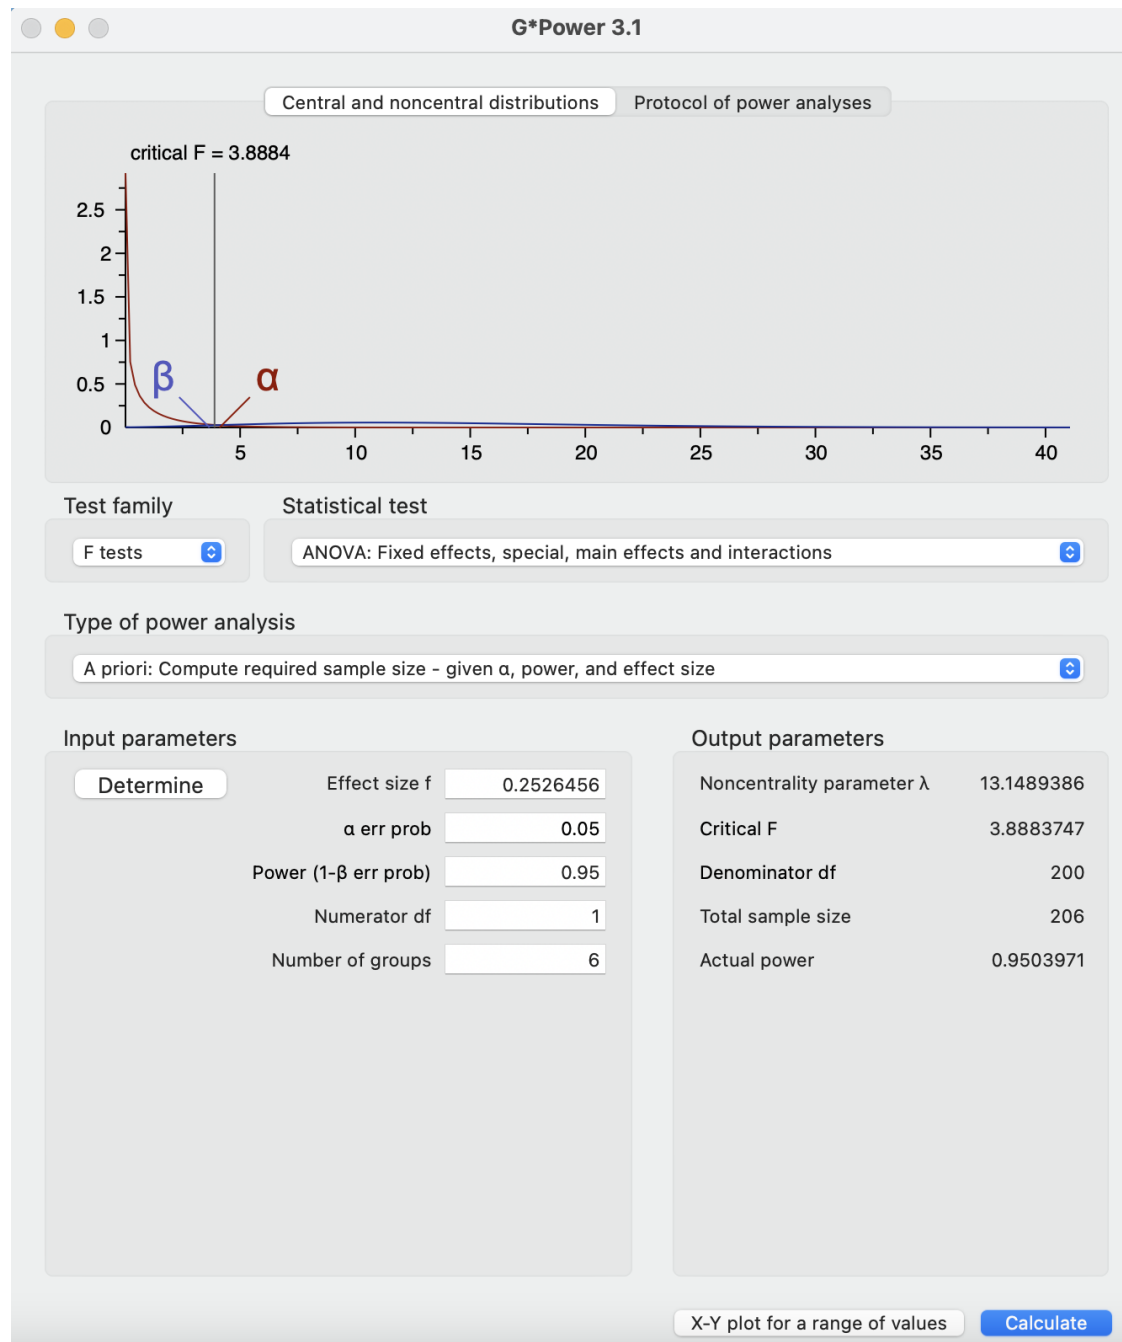 G*Power 3.1
Central and noncentral distributions Protocol of power analyses
critical F = 3.8884
2.5
2
1.5
1
0.5
0
β α
5 10 15 20 25 30 35 40
Test family Statistical test
F tests ANOVA: Fixed effects, special, main effects and interactions
Type of power analysis
A priori: Compute required sample size - given α, power, and effect size
Input parameters
Determine Effect size f 0.2526456
α err prob 0.05
Power (1-β err prob) 0.95
Numerator df 1
Number of groups 6
Output parameters
Noncentrality parameter λ 13.1489386
Critical F 3.8883747
Denominator df 200
Total sample size 206
Actual power 0.9503971
X-Y plot for a range of values Calculate